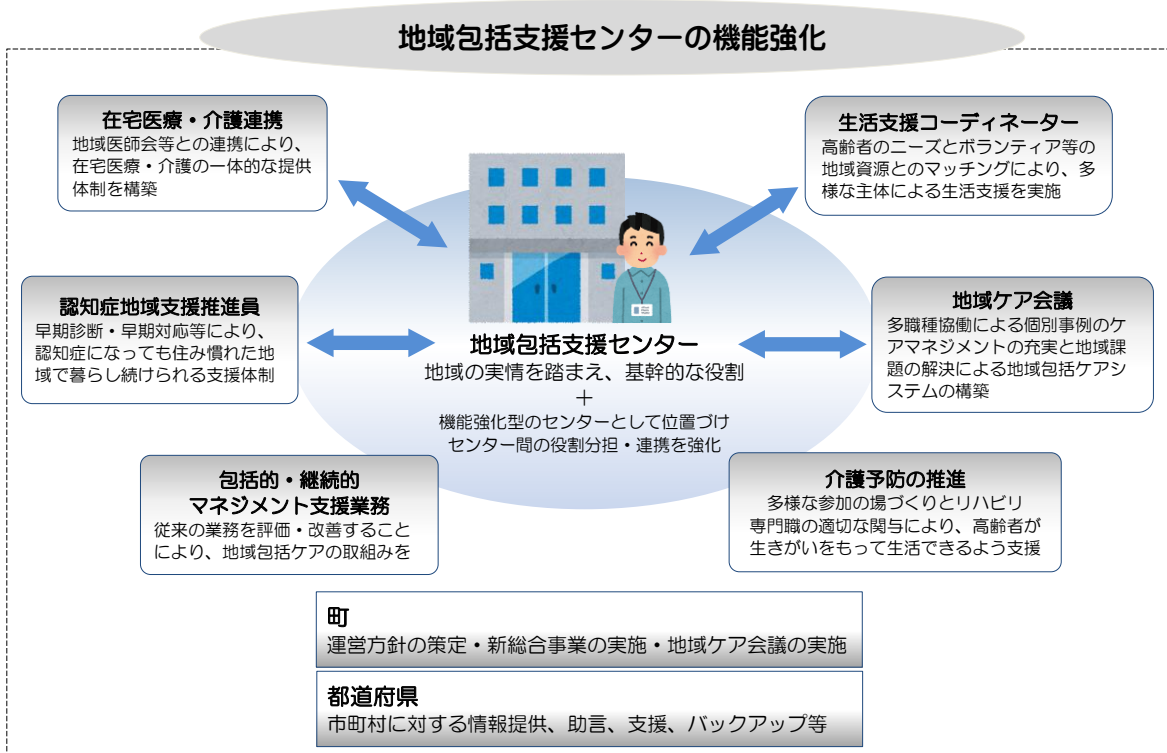 地域包括支援センターの機能強化
在宅医療・介護連携
地域医師会等との連携により、
在宅医療・介護の一体的な提供
体制を構築
生活支援コーディネーター
高齢者のニーズとボランティア等の
地域資源とのマッチングにより、多
様な主体による生活支援を実施
認知症地域支援推進員
早期診断・早期対応等により、
認知症になっても住み慣れた地
域で暮らし続けられる支援体制
地域包括支援センター
地域の実情を踏まえ、基幹的な役割
+
機能強化型のセンターとして位置づけ
センター間の役割分担・連携を強化
地域ケア会議
多職種協働による個別事例のケ
アマネジメントの充実と地域課
題の解決による地域包括ケアシ
ステムの構築
包括的・継続的
マネジメント支援業務
従来の業務を評価・改善すること
により、地域包括ケアの取組みを
介護予防の推進
多様な参加の場づくりとリハビリ
専門職の適切な関与により、高齢者が
生きがいをもって生活できるよう支援
町
運営方針の策定・新総合事業の実施・地域ケア会議の実施
都道府県
市町村に対する情報提供、助言、支援、バックアップ等